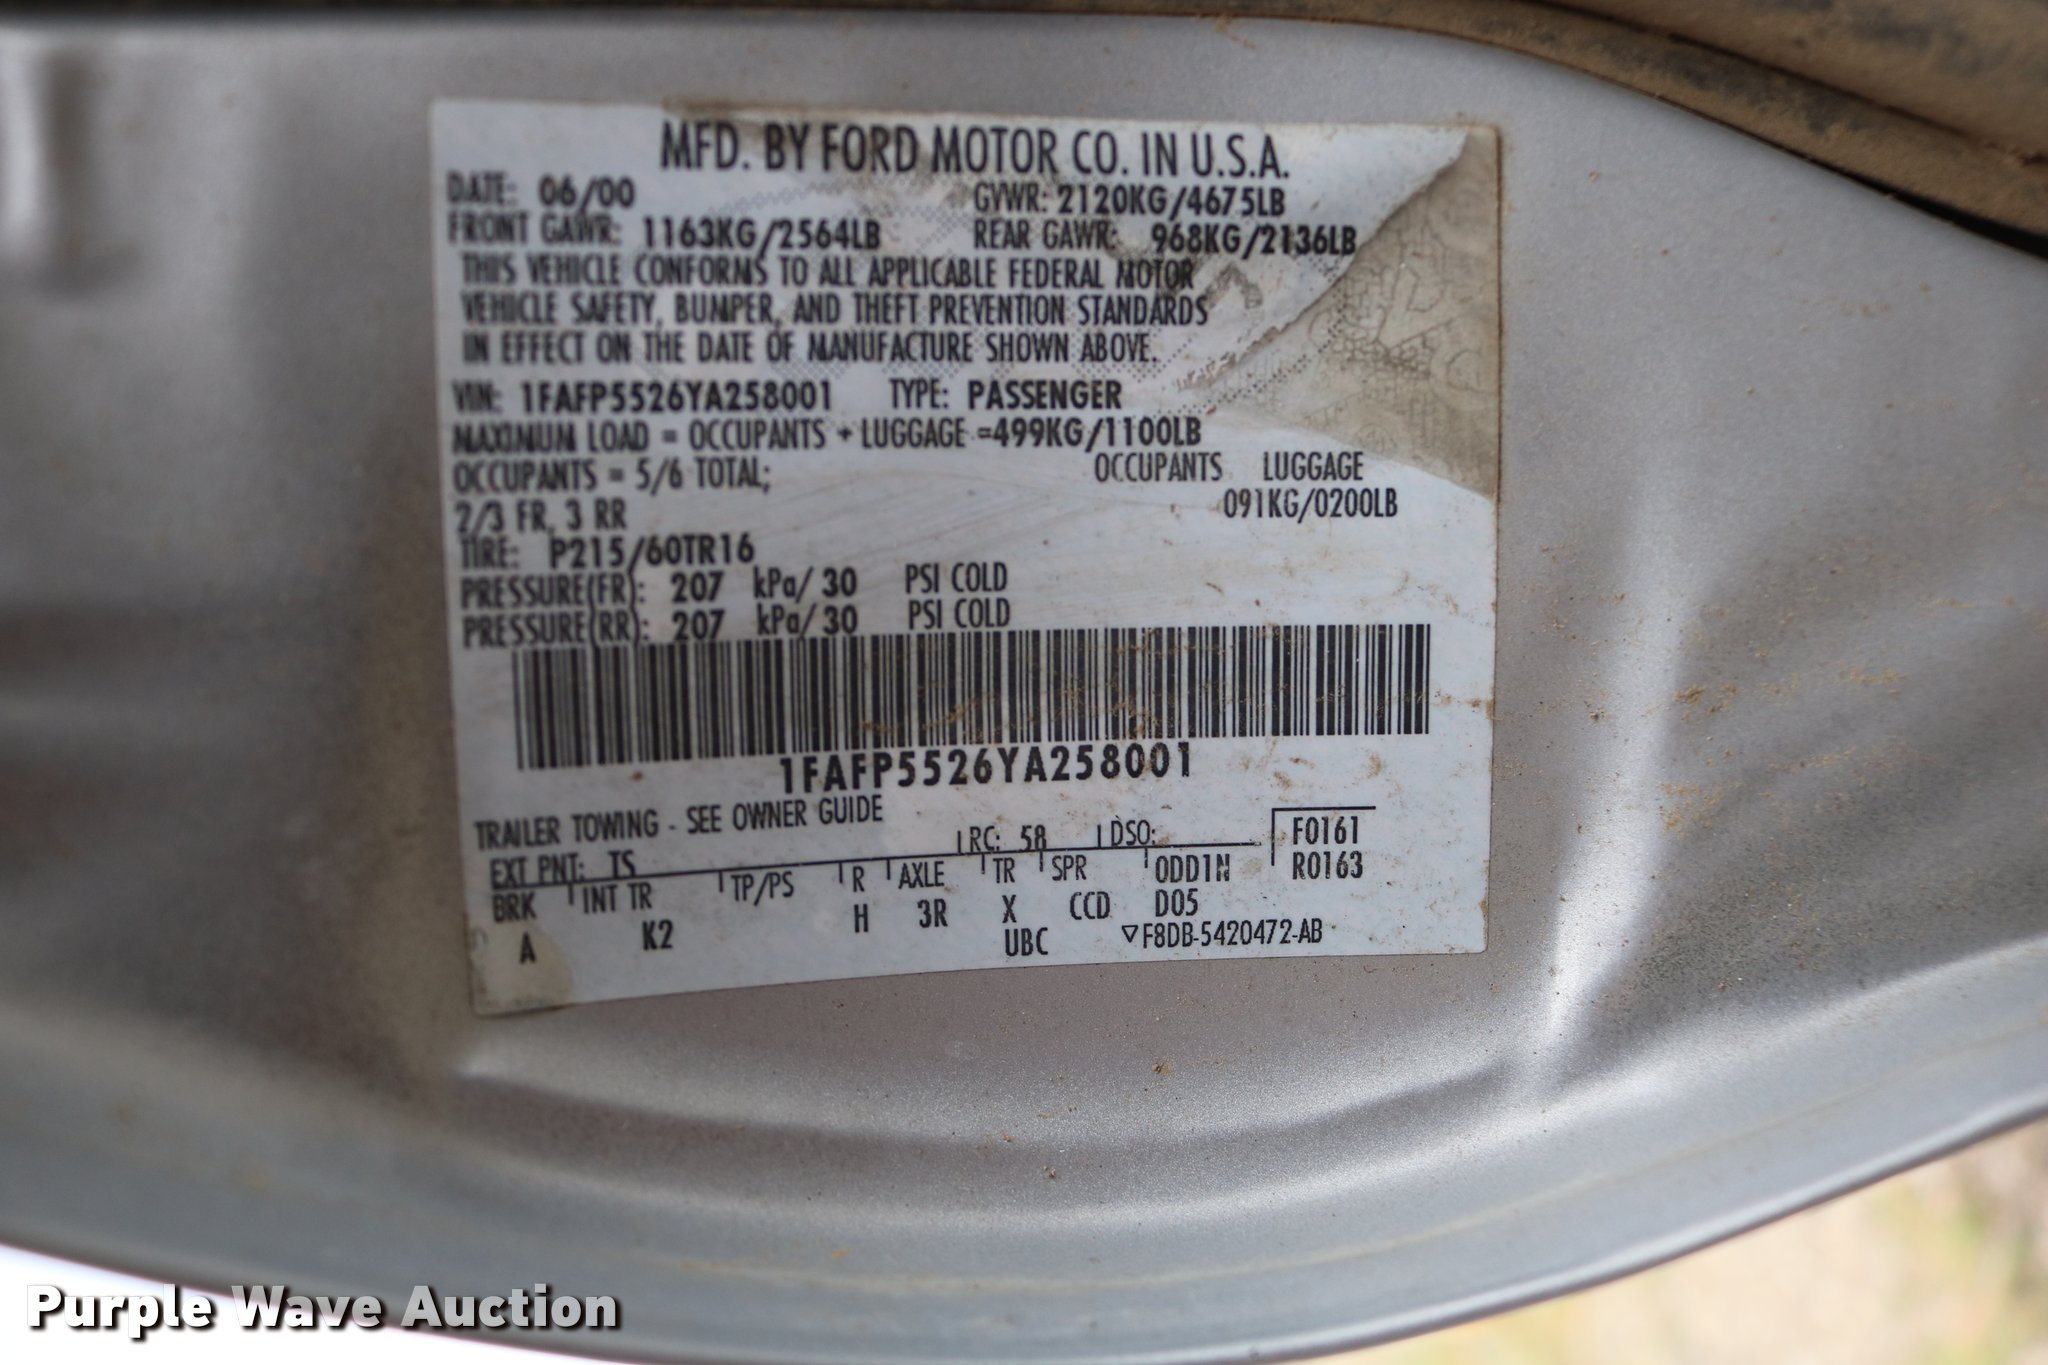 MFD. BY FORD MOTOR CO. IN U.S.A.
DATE: 06/00 GVWR: 2120KG/4675LB
FRONT GAWR: 1163KG/2564LB REAR GAWR: 968KG/2136LB
THIS VEHICLE CONFORMS TO ALL APPLICABLE FEDERAL MOTOR
VEHICLE SAFETY, BUMPER, AND THEFT PREVENTION STANDARDS
IN EFFECT ON THE DATE OF MANUFACTURE SHOWN ABOVE.
VIN: 1FAFP5526YA258001 TYPE: PASSENGER
MAXIMUM LOAD = OCCUPANTS + LUGGAGE =499KG/1100LB
OCCUPANTS = 5/6 TOTAL; OCCUPANTS LUGGAGE
2/3 FR, 3 RR 091KG/0200LB
TIRE: P215/60TR16
PRESSURE(FR): 207 kPa/ 30 PSI COLD
PRESSURE(RR): 207 kPa/ 30 PSI COLD
1FAFP5526YA258001
TRAILER TOWING - SEE OWNER GUIDE
EXT PNT: TS RC: 58 DSO: F0161
R0163
BRK INT TR TP/PS R AXLE TR SPR ODD1N
A K2 H 3R X CCD D05
UBC ▽F8DB-5420472-AB
Purple Wave Auction